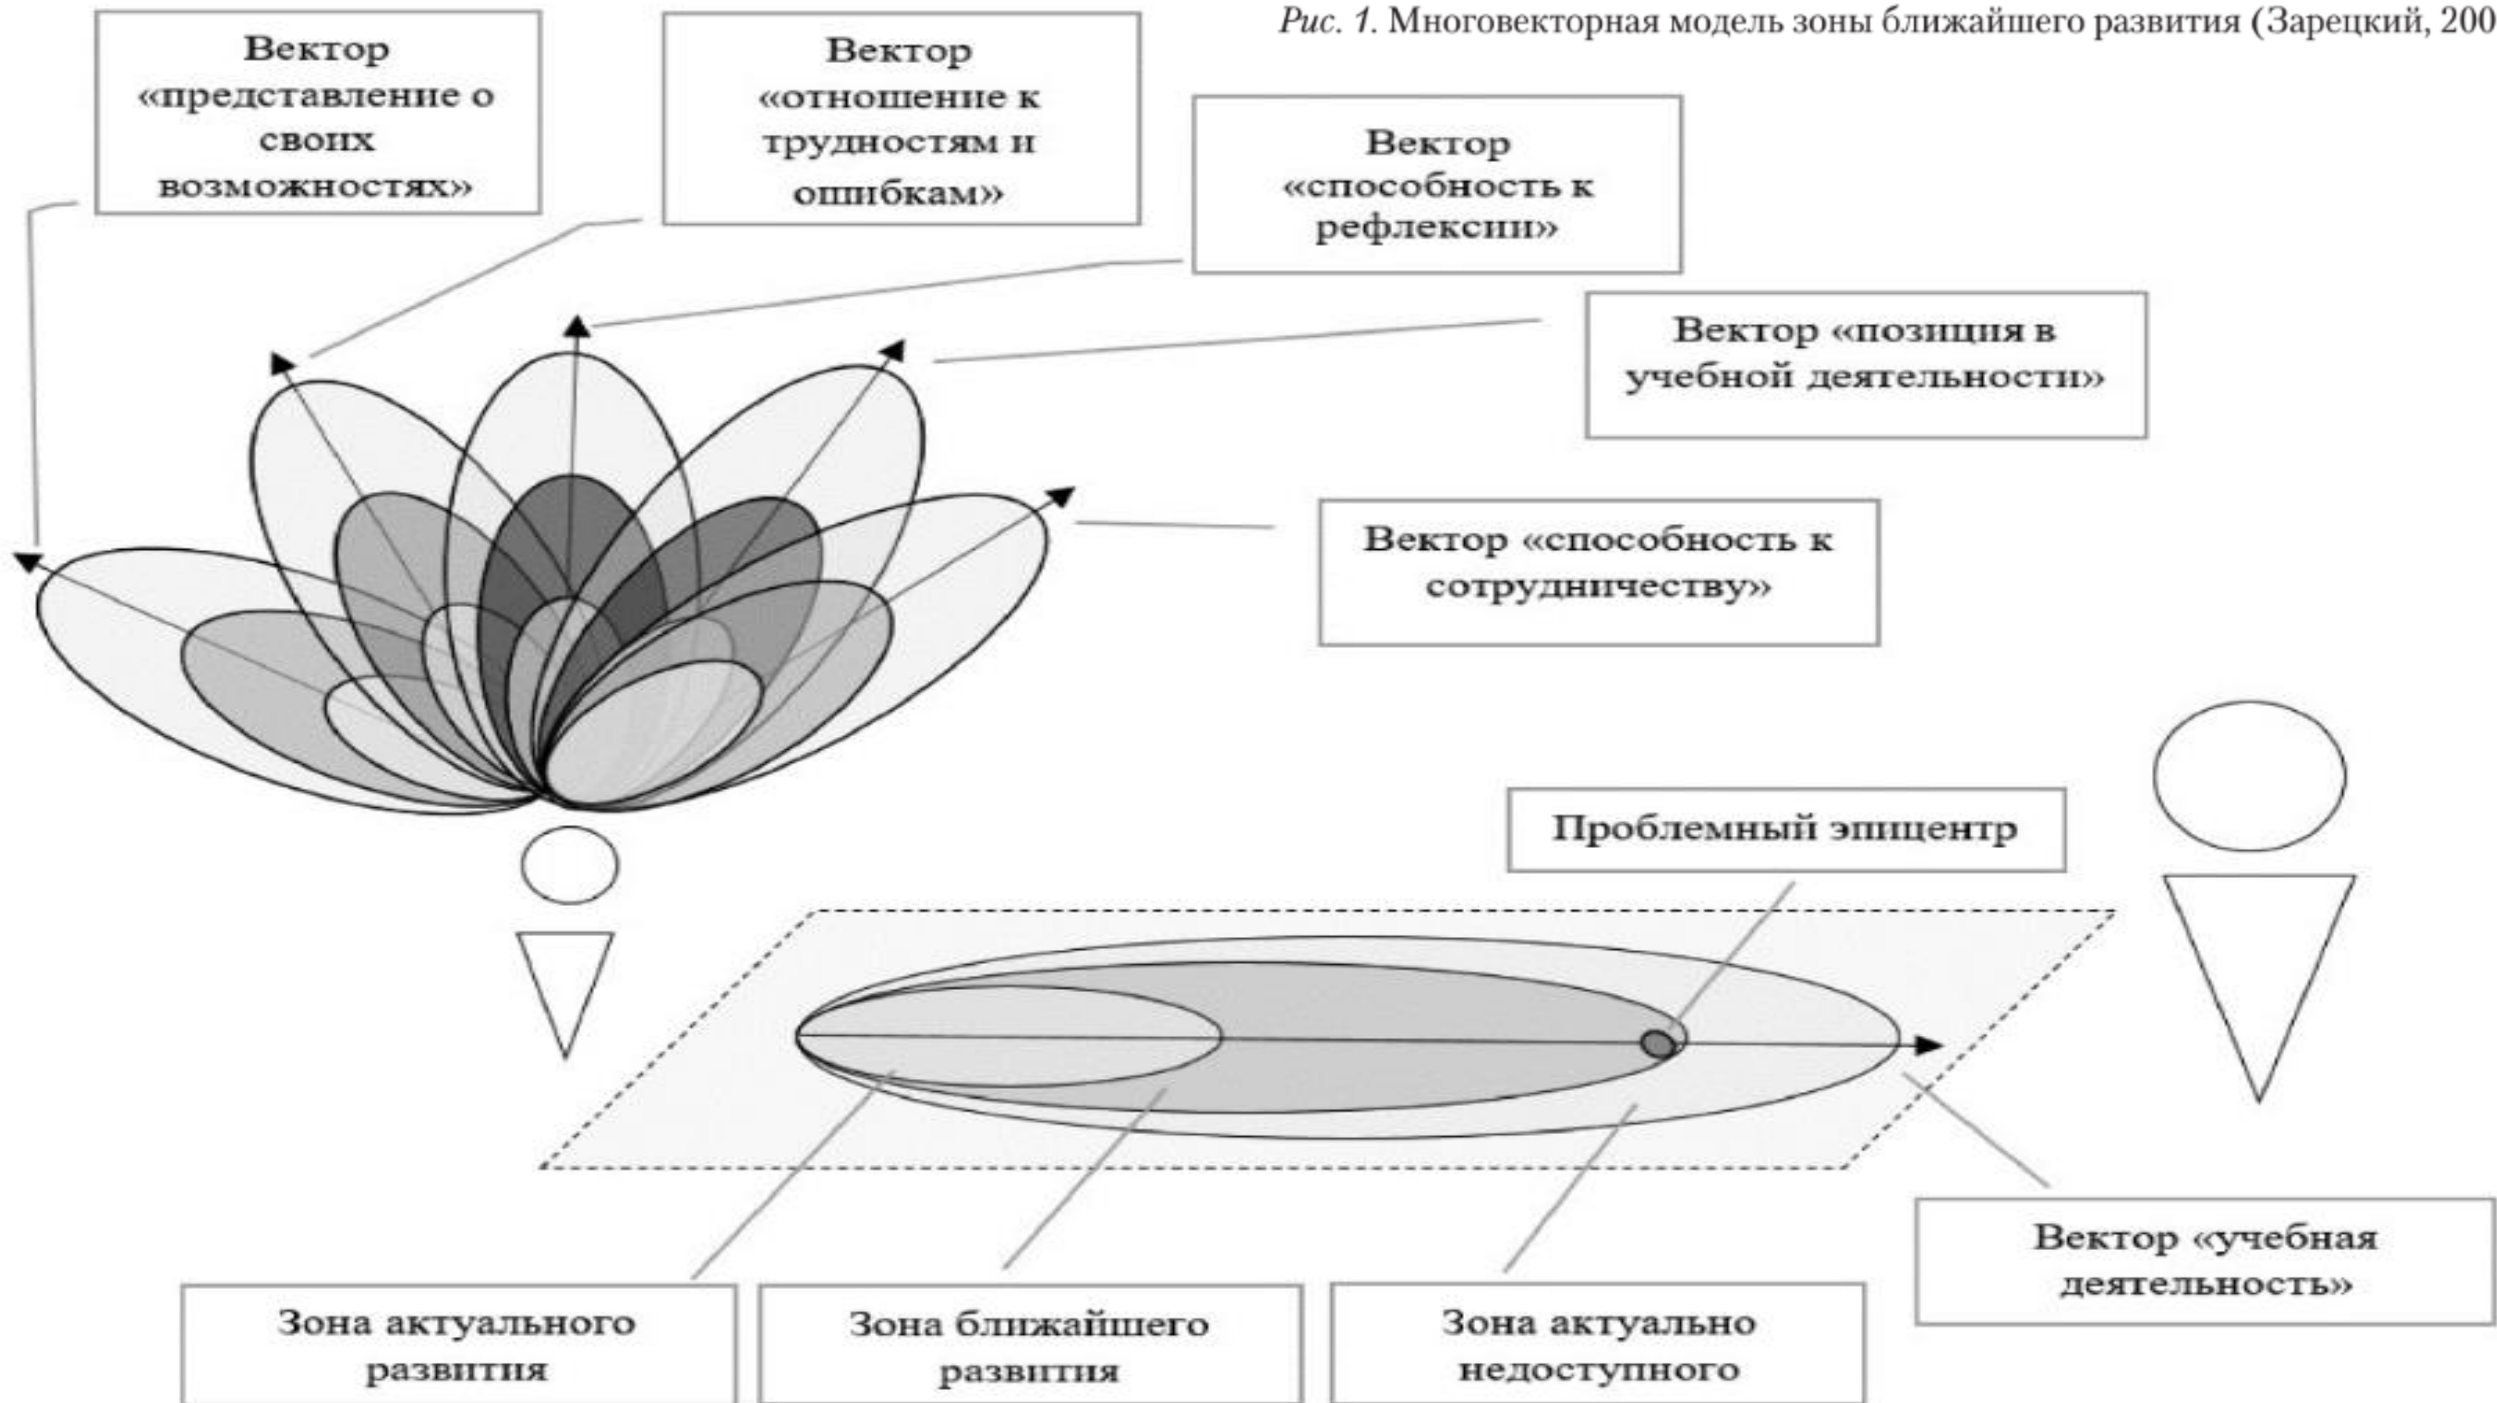 Рис. 1. Многовекторная модель зоны ближайшего развития (Зарецкий, 200
Вектор
«представление о
своих
возможностях»
Вектор
«отношение к
трудностям и
ошибкам»
Вектор
«способность к
рефлексии»
Вектор «позиция в
учебной деятельности»
Вектор «способность к
сотрудничеству»
Проблемный эпицентр
Вектор «учебная
деятельность»
Зона актуального
развития
Зона ближайшего
развития
Зона актуально
недоступного